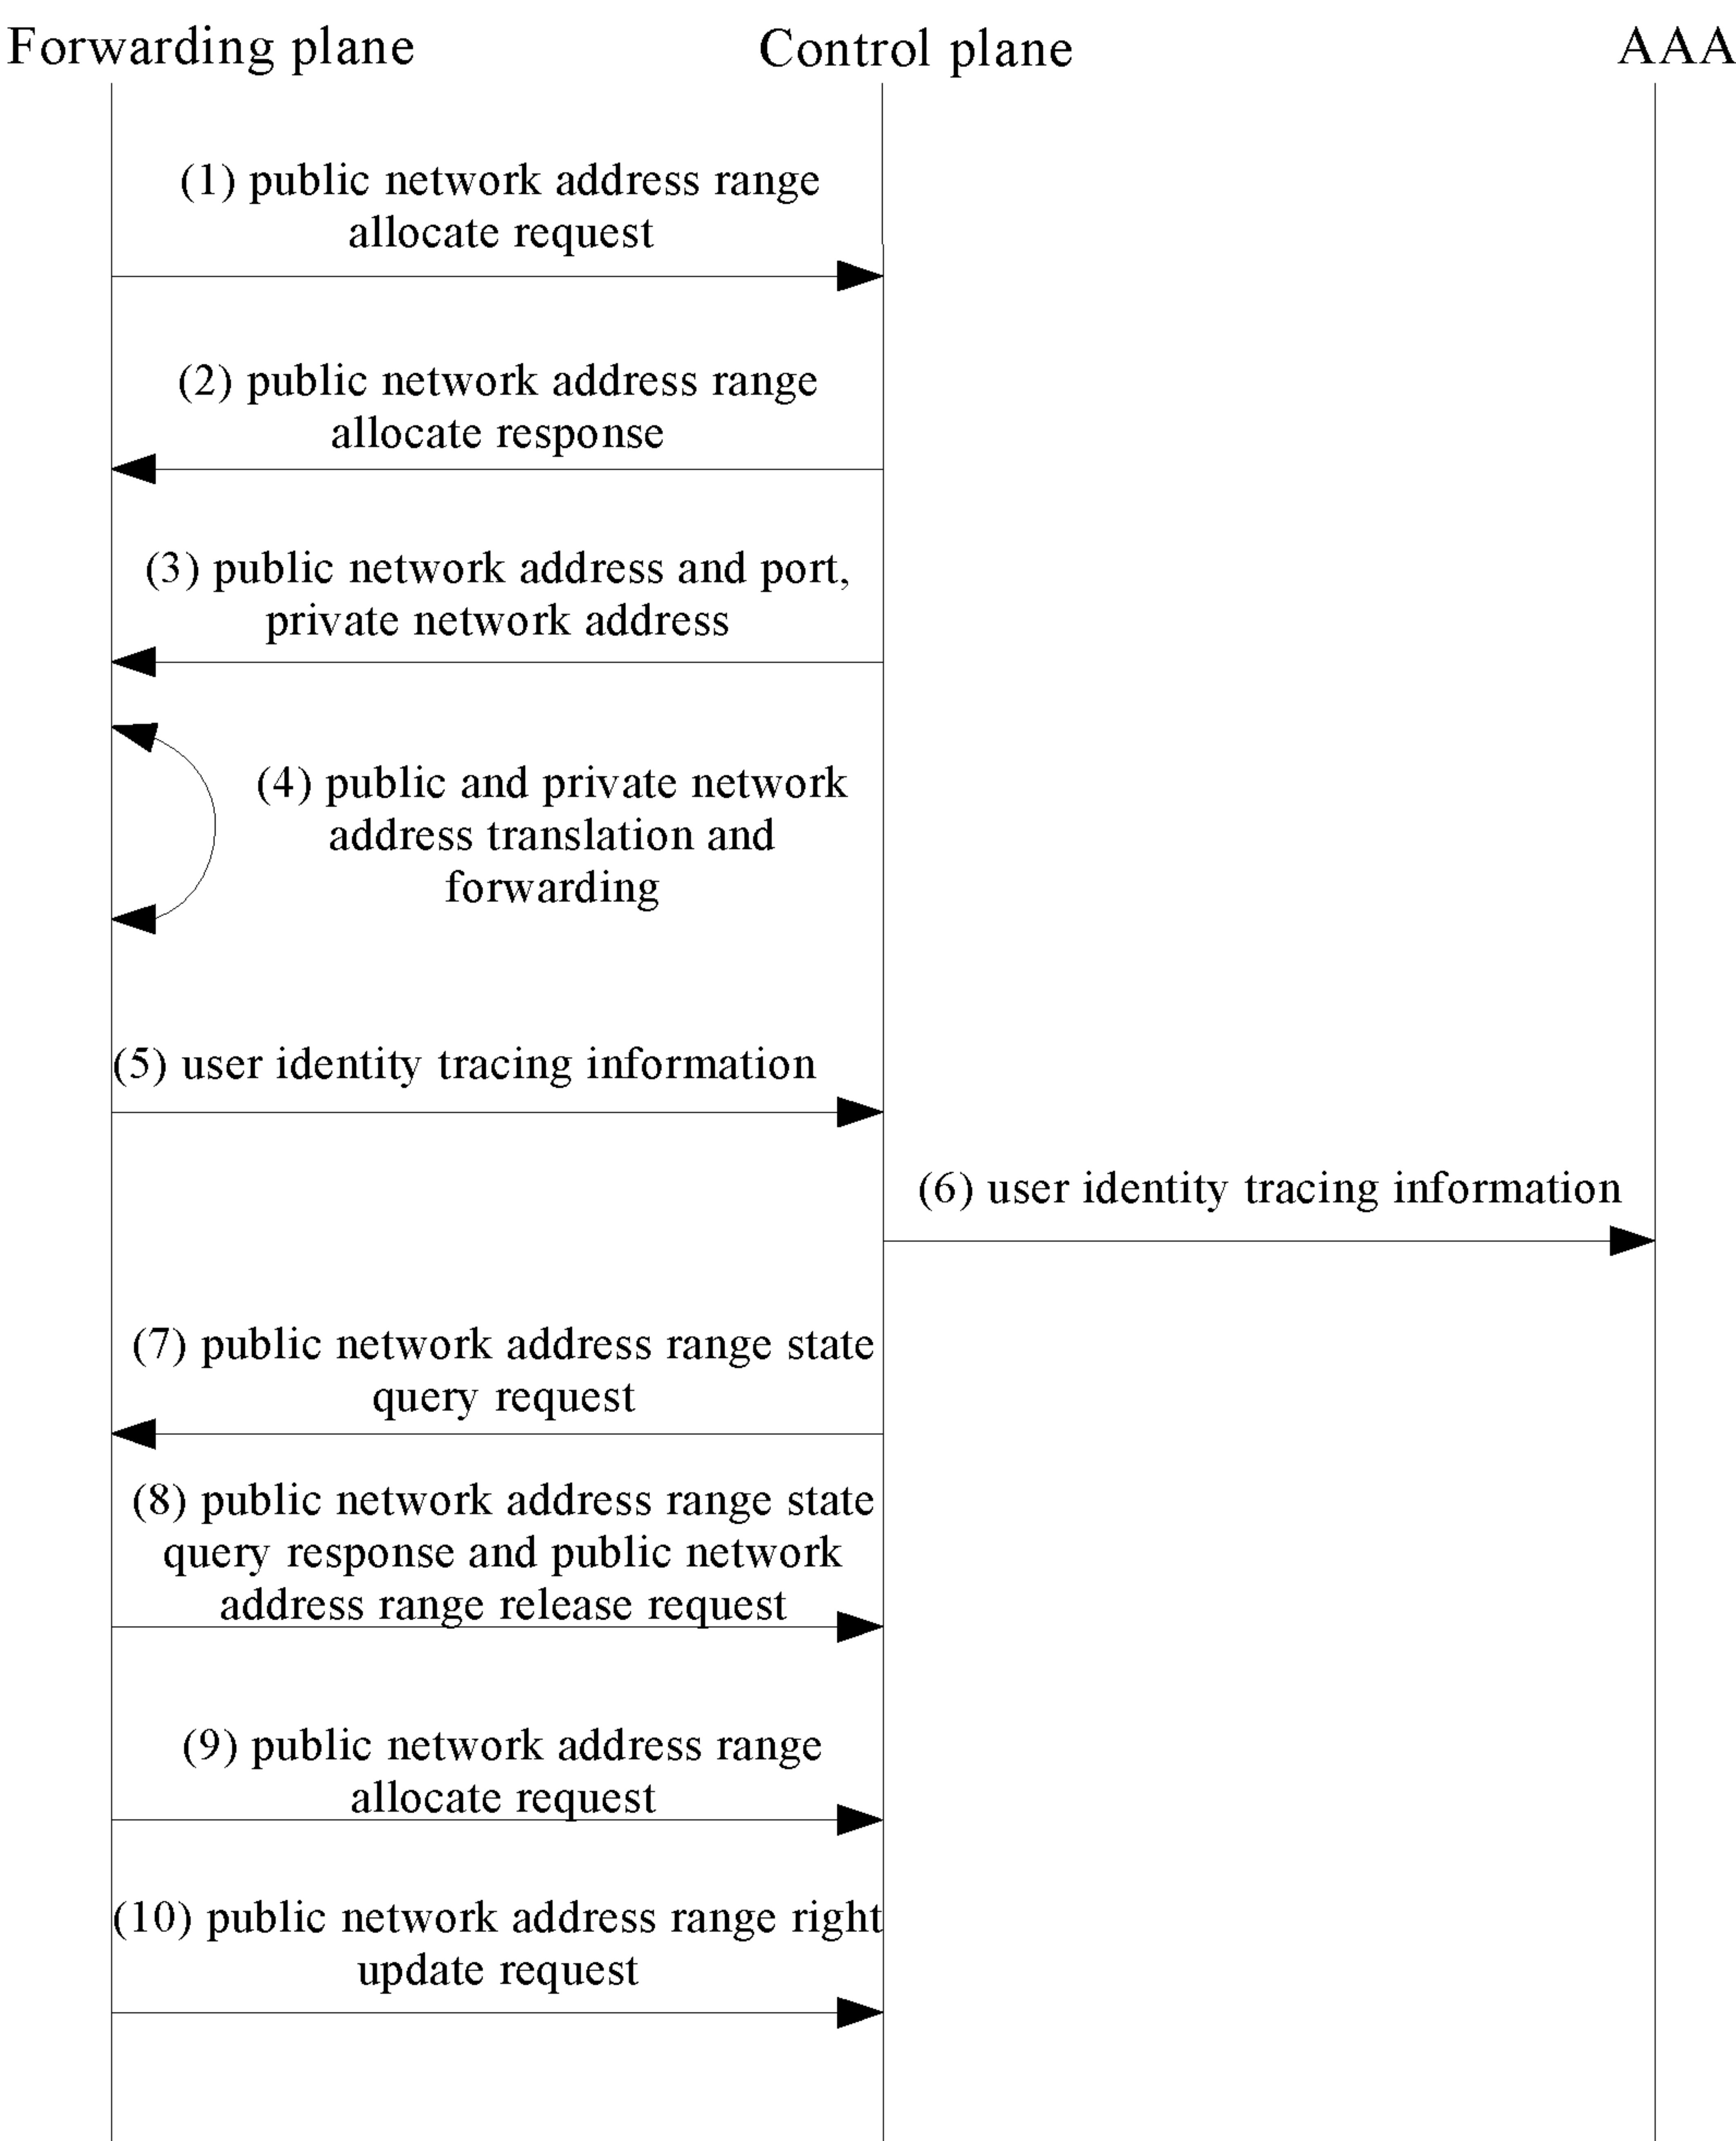 Forwarding plane
Control plane
AAA
(1) public network address range
allocate request
(2) public network address range
allocate response
(3) public network address and port,
private network address
(4) public and private network
address translation and
forwarding
(5) user identity tracing information
(6) user identity tracing information
(7) public network address range state
query request
(8) public network address range state
query response and public network
address range release request
(9) public network address range
allocate request
(10) public network address range right
update request